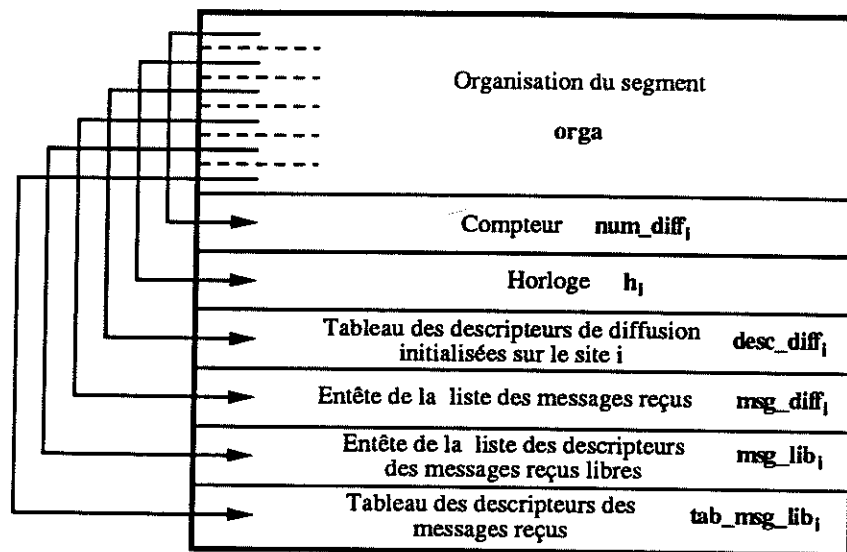 Organisation du segment
orga
Compteur num_diffi
Horloge hi
Tableau des descripteurs de diffusion
initialisées sur le site i desc_diffi
Entête de la liste des messages reçus msg_diffi
Entête de la liste des descripteurs
des messages reçus libres msg_libi
Tableau des descripteurs des
messages reçus tab_msg_libi